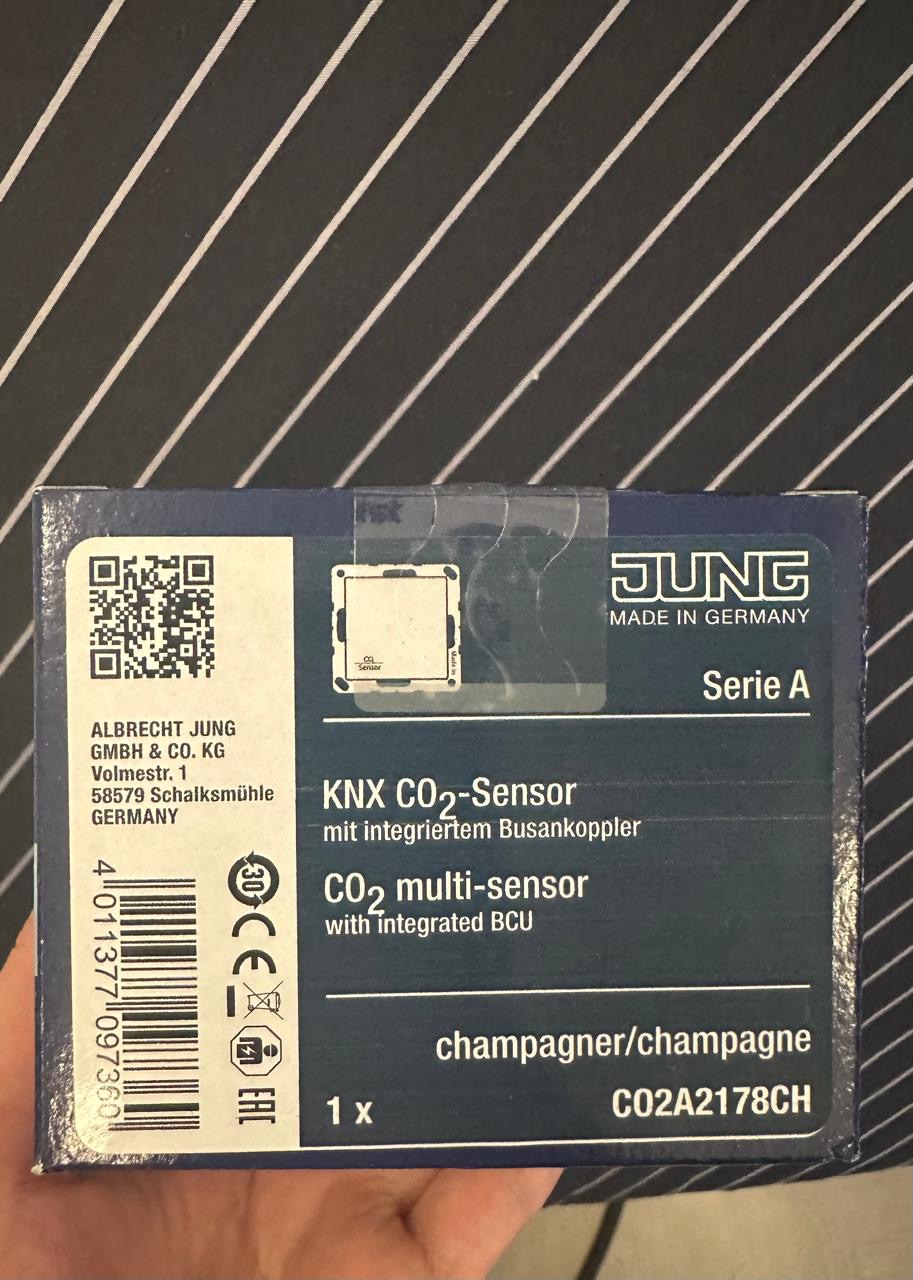 JUNG
MADE IN GERMANY
Serie A
CO2
Sensor
Made in
ALBRECHT JUNG
GMBH & CO. KG
Volmestr. 1
58579 Schalksmühle
GERMANY
KNX CO₂-Sensor
mit integriertem Busankoppler
CO₂ multi-sensor
with integrated BCU
30
CE
EAC
4 011377 097360
champagner/champagne
1 x
CO2A2178CH